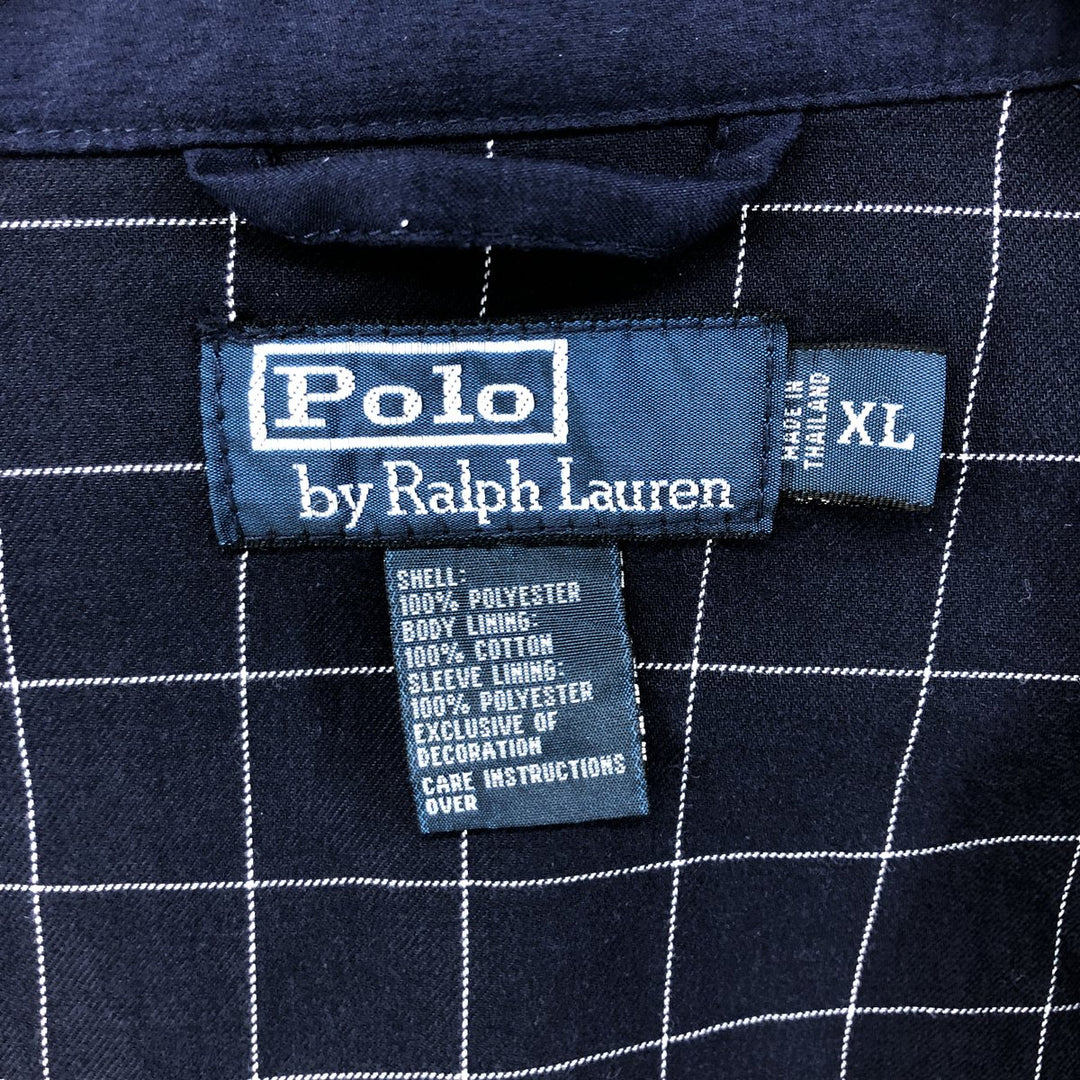 Polo
by Ralph Lauren
MADE IN
THAILAND
XL
SHELL:
100% POLYESTER
BODY LINING:
100% COTTON
SLEEVE LINING:
100% POLYESTER
EXCLUSIVE OF
DECORATION
CARE INSTRUCTIONS
OVER